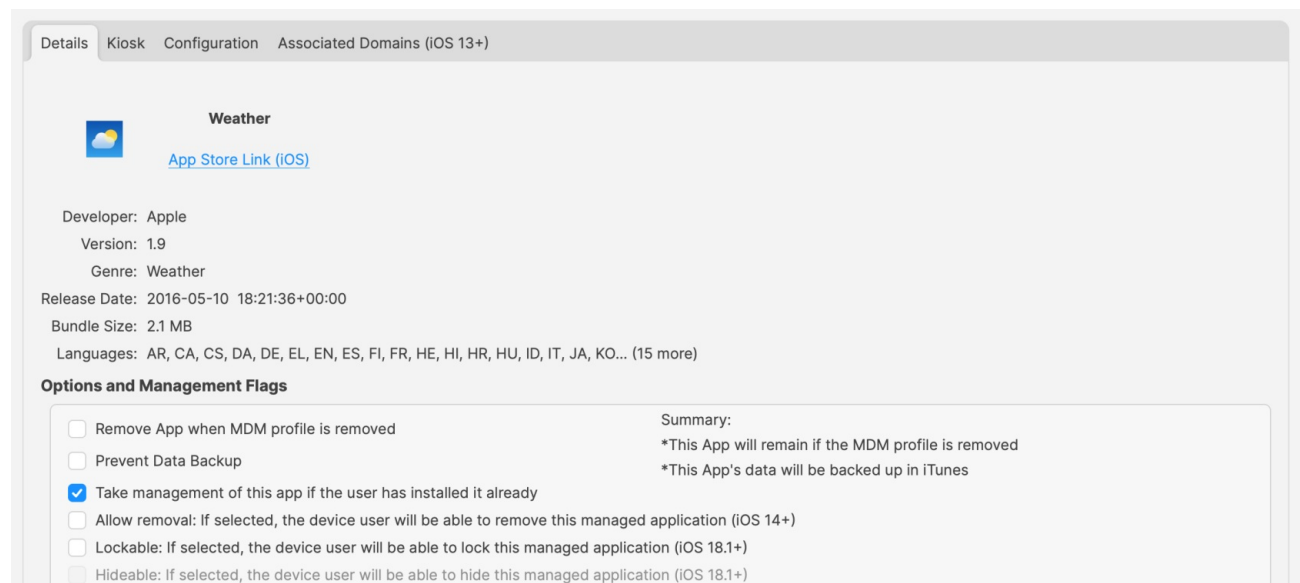 Details Kiosk Configuration Associated Domains (iOS 13+)
Weather
App Store Link (iOS)
Developer: Apple
Version: 1.9
Genre: Weather
Release Date: 2016-05-10 18:21:36+00:00
Bundle Size: 2.1 MB
Languages: AR, CA, CS, DA, DE, EL, EN, ES, FI, FR, HE, HI, HR, HU, ID, IT, JA, KO... (15 more)
Options and Management Flags
Remove App when MDM profile is removed
Prevent Data Backup
Summary:
*This App will remain if the MDM profile is removed
*This App's data will be backed up in iTunes
Take management of this app if the user has installed it already
Allow removal: If selected, the device user will be able to remove this managed application (iOS 14+)
Lockable: If selected, the device user will be able to lock this managed application (iOS 18.1+)
Hideable: If selected, the device user will be able to hide this managed application (iOS 18.1+)